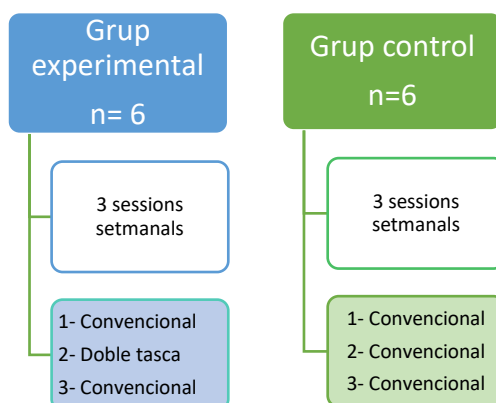 Grup
experimental
n= 6
3 sessions
setmanals
1- Convencional
2- Doble tasca
3- Convencional
Grup control
n=6
3 sessions
setmanals
1- Convencional
2- Convencional
3- Convencional